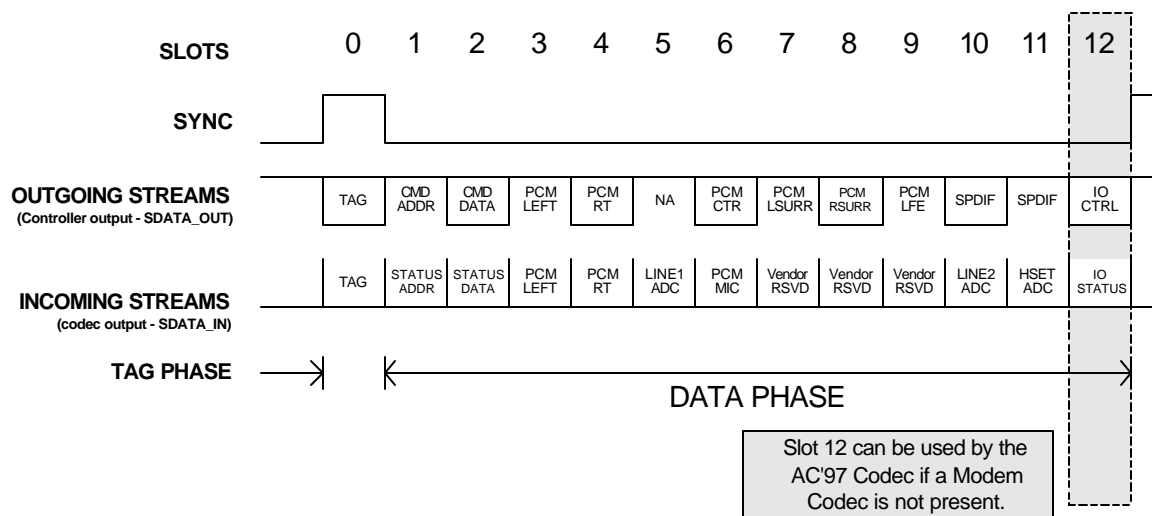 SLOTS 0 1 2 3 4 5 6 7 8 9 10 11 12
SYNC
OUTGOING STREAMS
(Controller output - SDATA_OUT)
TAG
CMD
ADDR
CMD
DATA
PCM
LEFT
PCM
RT
NA
PCM
CTR
PCM
LSURR
PCM
RSURR
PCM
LFE
SPDIF
SPDIF
IO
CTRL
INCOMING STREAMS
(codec output - SDATA_IN)
TAG
STATUS
ADDR
STATUS
DATA
PCM
LEFT
PCM
RT
LINE1
ADC
PCM
MIC
Vendor
RSVD
Vendor
RSVD
Vendor
RSVD
LINE2
ADC
HSET
ADC
IO
STATUS
TAG PHASE
DATA PHASE
Slot 12 can be used by the
AC'97 Codec if a Modem
Codec is not present.